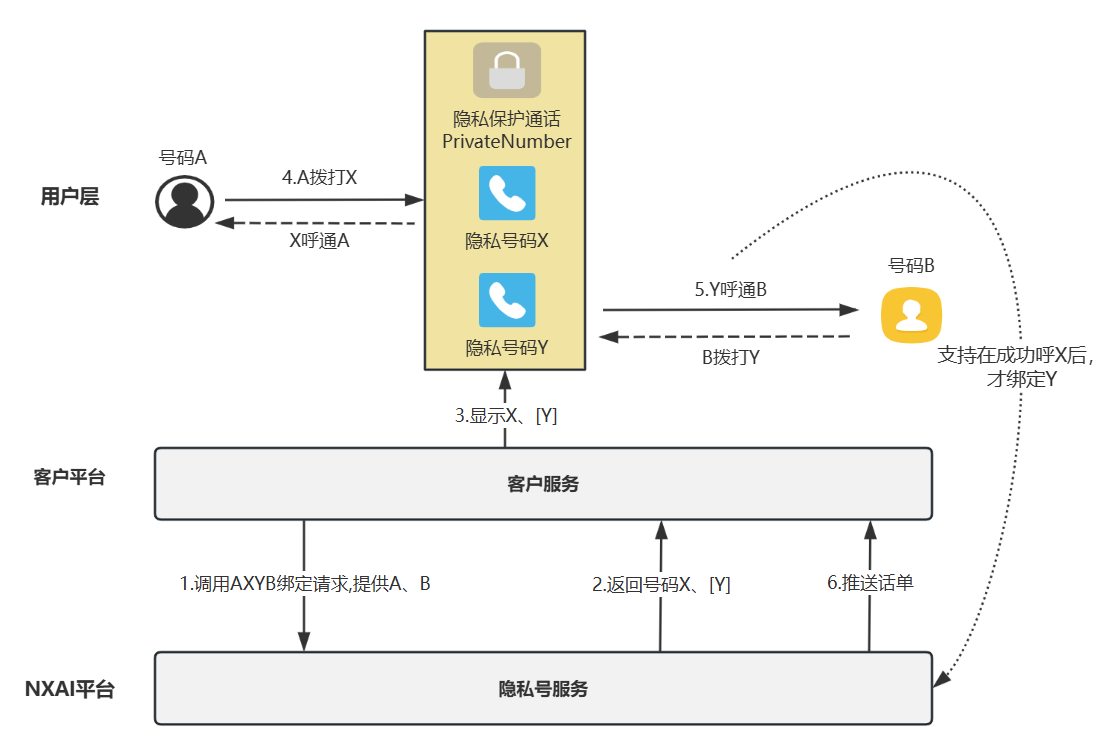 隐私保护通话
PrivateNumber
号码A
用户层
4.A拨打X
X呼通A
隐私号码X
号码B
5.Y呼通B
隐私号码Y
B拨打Y
支持在成功呼X后，
才绑定Y
3.显示X、[Y]
客户平台
客户服务
1.调用AXYB绑定请求,提供A、B
2.返回号码X、[Y]
6.推送话单
NXAI平台
隐私号服务